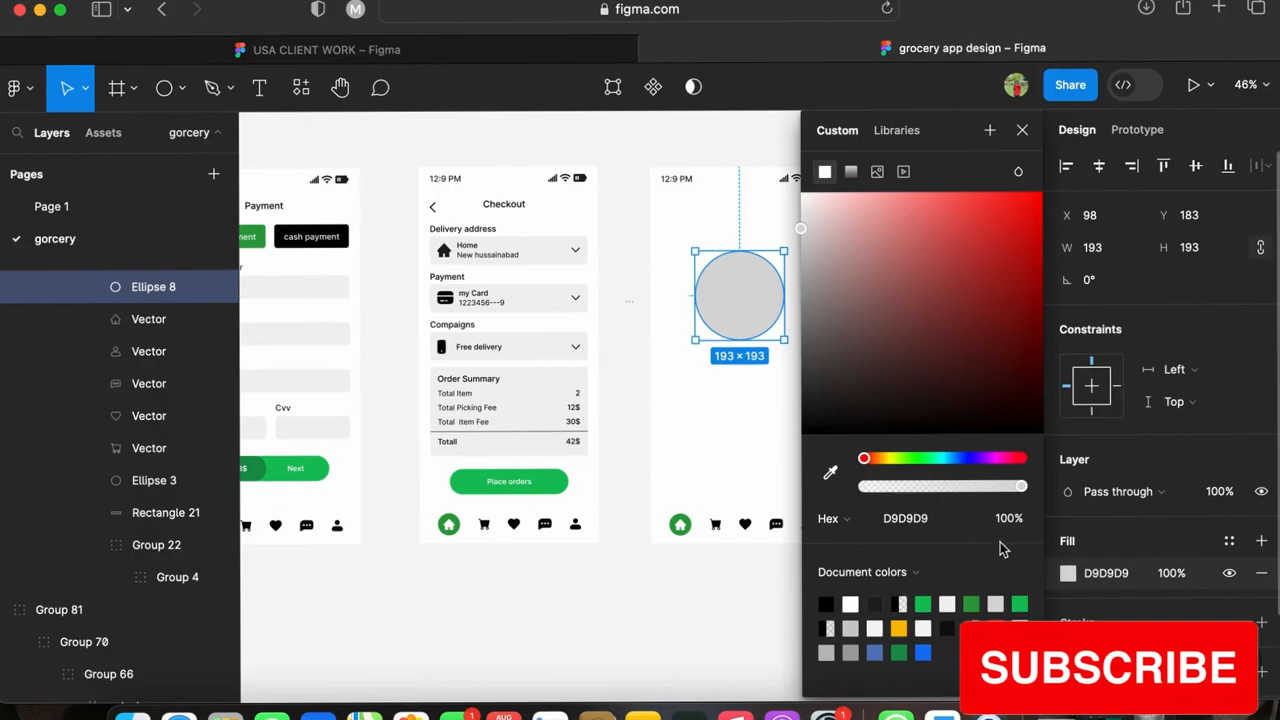 figma.com
M
USA CLIENT WORK – Figma
grocery app design – Figma
Share
46%
Layers
Assets
gorcery
Pages
Page 1
gorcery
Ellipse 8
Vector
Vector
Vector
Vector
Vector
Ellipse 3
Rectangle 21
Group 22
Group 4
Group 81
Group 70
Group 66
Payment
cash payment
Cvv
Next
12:9 PM
Checkout
Delivery address
Home
New hussainabad
Payment
my Card
1223456---9
Compaigns
Free delivery
Order Summary
Total Item 2
Total Picking Fee 12$
Total Item Fee 30$
Totall 42$
Place orders
12:9 PM
193 × 193
Custom
Libraries
Hex D9D9D9 100%
Document colors
Design
Prototype
X 98 Y 183
W 193 H 193
0°
Constraints
Left
Top
Layer
Pass through 100%
Fill
D9D9D9 100%
SUBSCRIBE
AUG
1
1